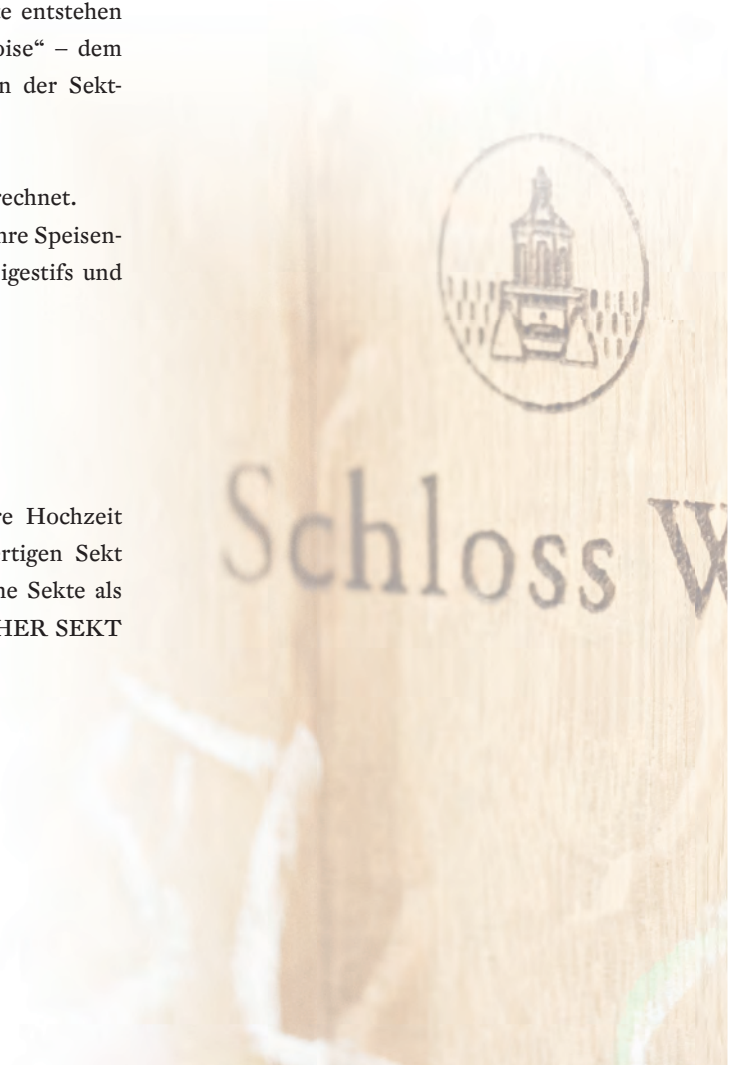 e entstehen
oise“ – dem
n der Sekt-
rechnet.
hre Speisen-
igestifs und
re Hochzeit
rtigen Sekt
ne Sekte als
HER SEKT
Schloss W